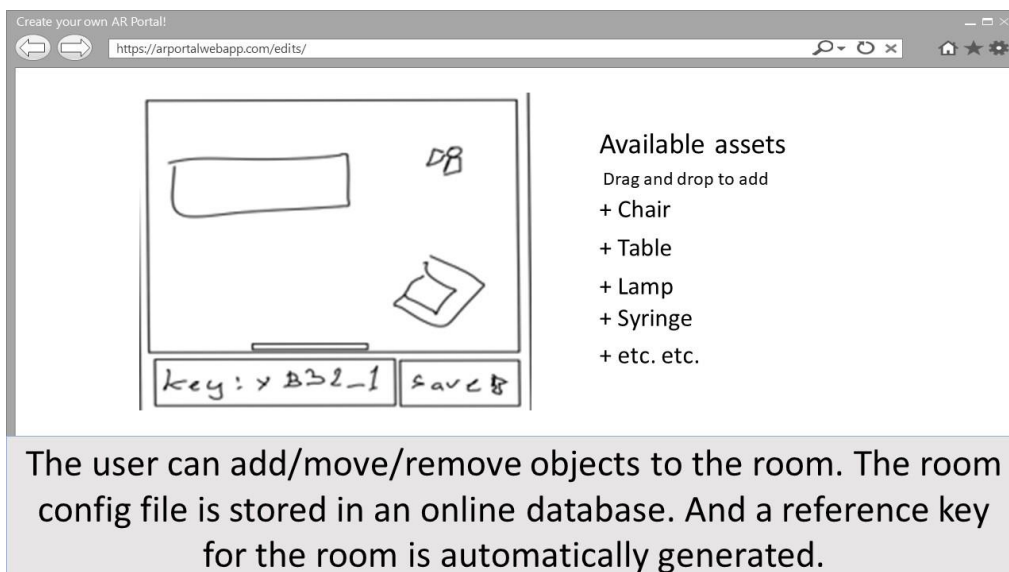 Create your own AR Portal!
https://arportalwebapp.com/edits/
Available assets
Drag and drop to add
+ Chair
+ Table
+ Lamp
+ Syringe
+ etc. etc.
key: x B32_1
save
The user can add/move/remove objects to the room. The room
config file is stored in an online database. And a reference key
for the room is automatically generated.